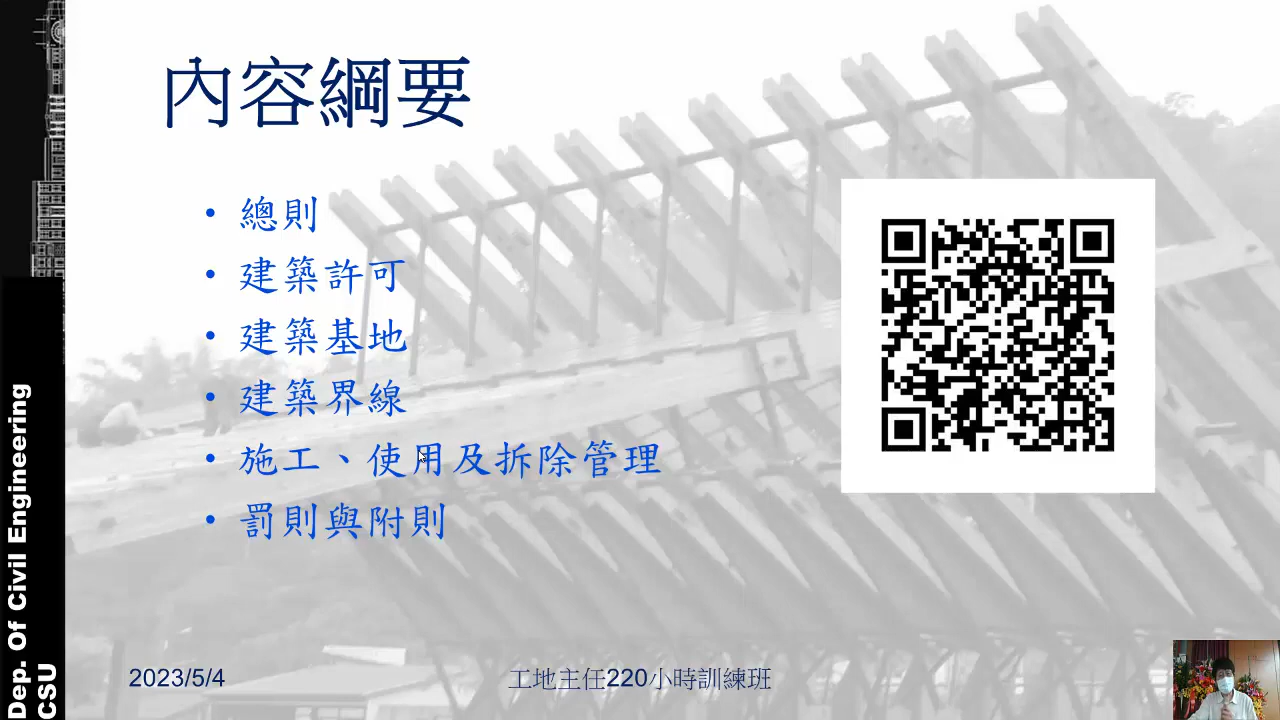 內容綱要
• 總則
• 建築許可
• 建築基地
• 建築界線
• 施工、使用及拆除管理
• 罰則與附則
Dep. Of Civil Engineering
CSU
2023/5/4
工地主任220小時訓練班